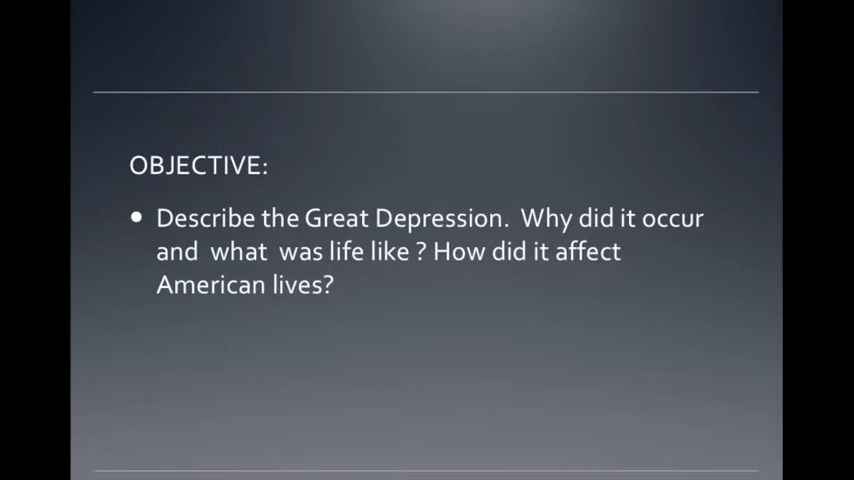 OBJECTIVE:
• Describe the Great Depression.  Why did it occur
and  what  was life like ? How did it affect
American lives?